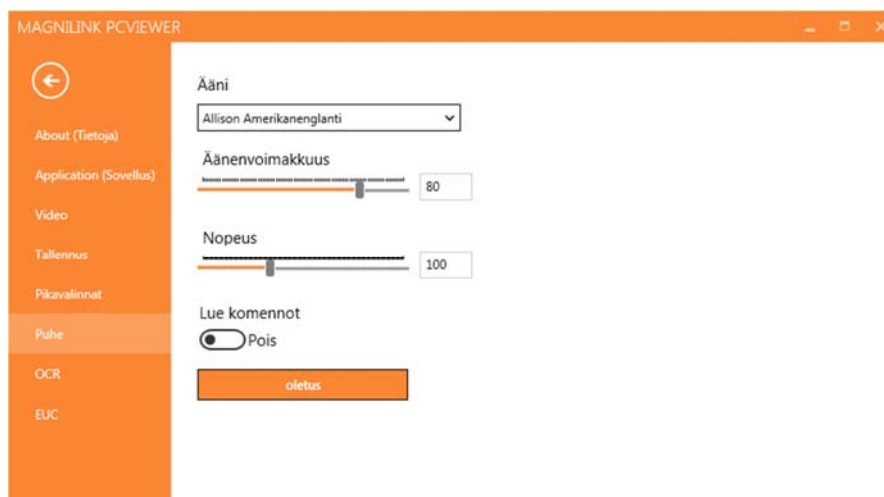 MAGNILINK PCVIEWER
About (Tietoja)
Application (Sovellus)
Video
Tallennus
Pikavalinnat
Puhe
OCR
EUC
Ääni
Allison Amerikanenglanti
Äänenvoimakkuus
80
Nopeus
100
Lue komennot
Pois
oletus